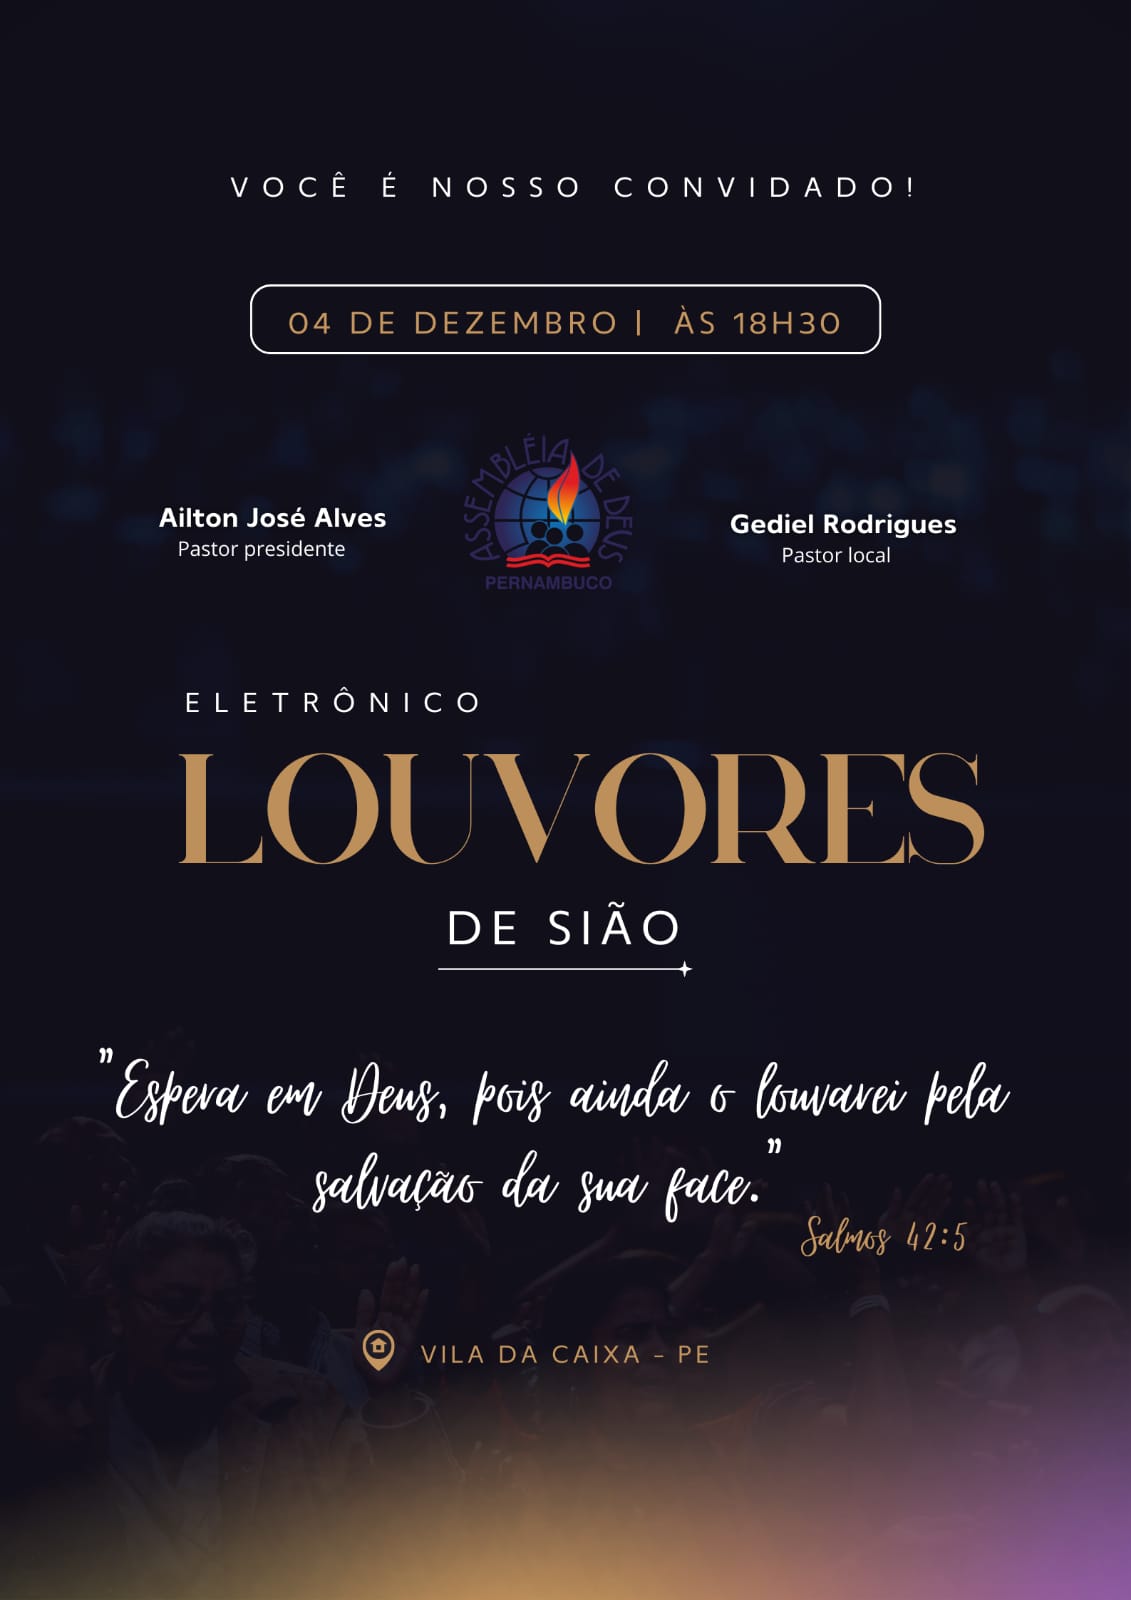 VOCÊ É NOSSO CONVIDADO!
04 DE DEZEMBRO | ÀS 18H30
ASSEMBLÉIA DE DEUS
PERNAMBUCO
Ailton José Alves
Pastor presidente
Gediel Rodrigues
Pastor local
ELETRÔNICO
LOUVORES
DE SIÃO
"Espera em Deus, pois ainda o louvarei pela
salvação da sua face."
Salmos 42:5
VILA DA CAIXA - PE